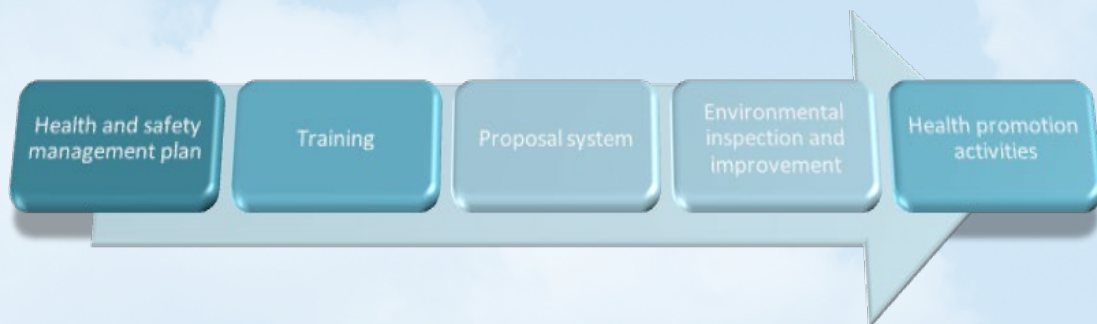 Health and safety
management plan
Training
Proposal system
Environmental
inspection and
improvement
Health promotion
activities